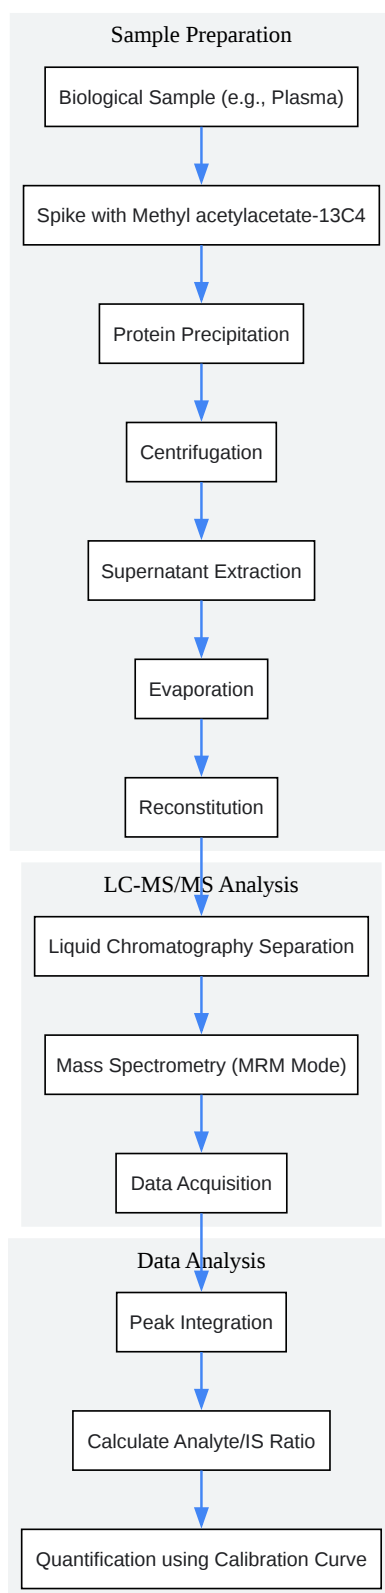 Sample Preparation
Biological Sample (e.g., Plasma)
Spike with Methyl acetylacetate-13C4
Protein Precipitation
Centrifugation
Supernatant Extraction
Evaporation
Reconstitution
LC-MS/MS Analysis
Liquid Chromatography Separation
Mass Spectrometry (MRM Mode)
Data Acquisition
Data Analysis
Peak Integration
Calculate Analyte/IS Ratio
Quantification using Calibration Curve